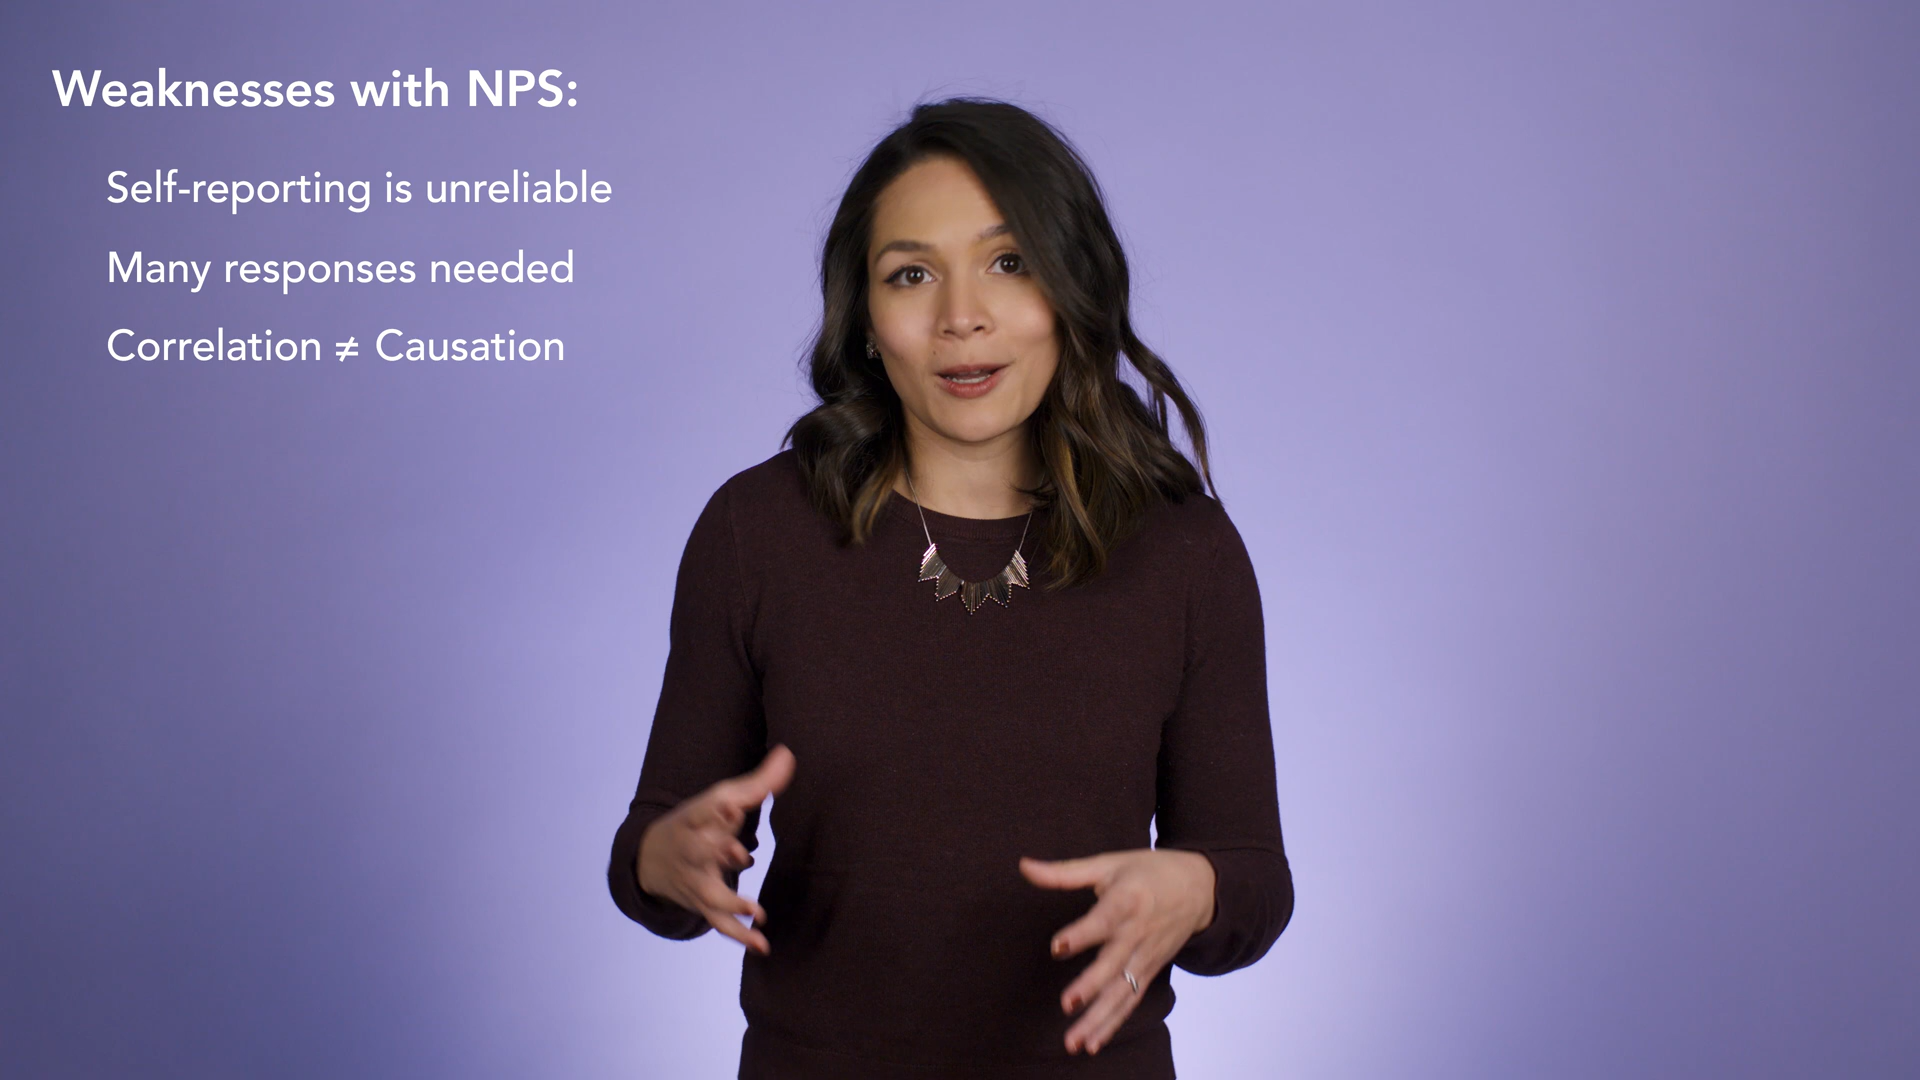 Weaknesses with NPS:
Self-reporting is unreliable
Many responses needed
Correlation ≠ Causation